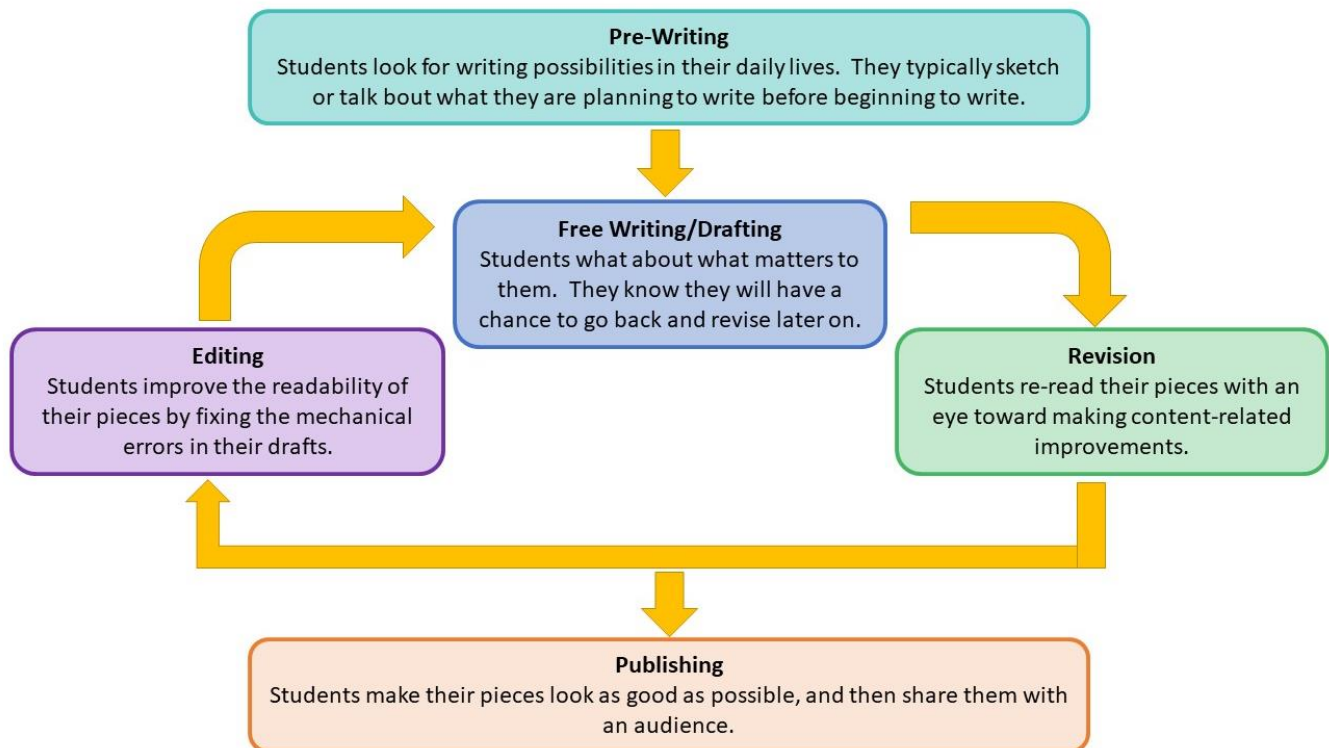 Pre-Writing
Students look for writing possibilities in their daily lives. They typically sketch
or talk bout what they are planning to write before beginning to write.
Free Writing/Drafting
Students what about what matters to
them. They know they will have a
chance to go back and revise later on.
Editing
Students improve the readability of
their pieces by fixing the mechanical
errors in their drafts.
Revision
Students re-read their pieces with an
eye toward making content-related
improvements.
Publishing
Students make their pieces look as good as possible, and then share them with
an audience.